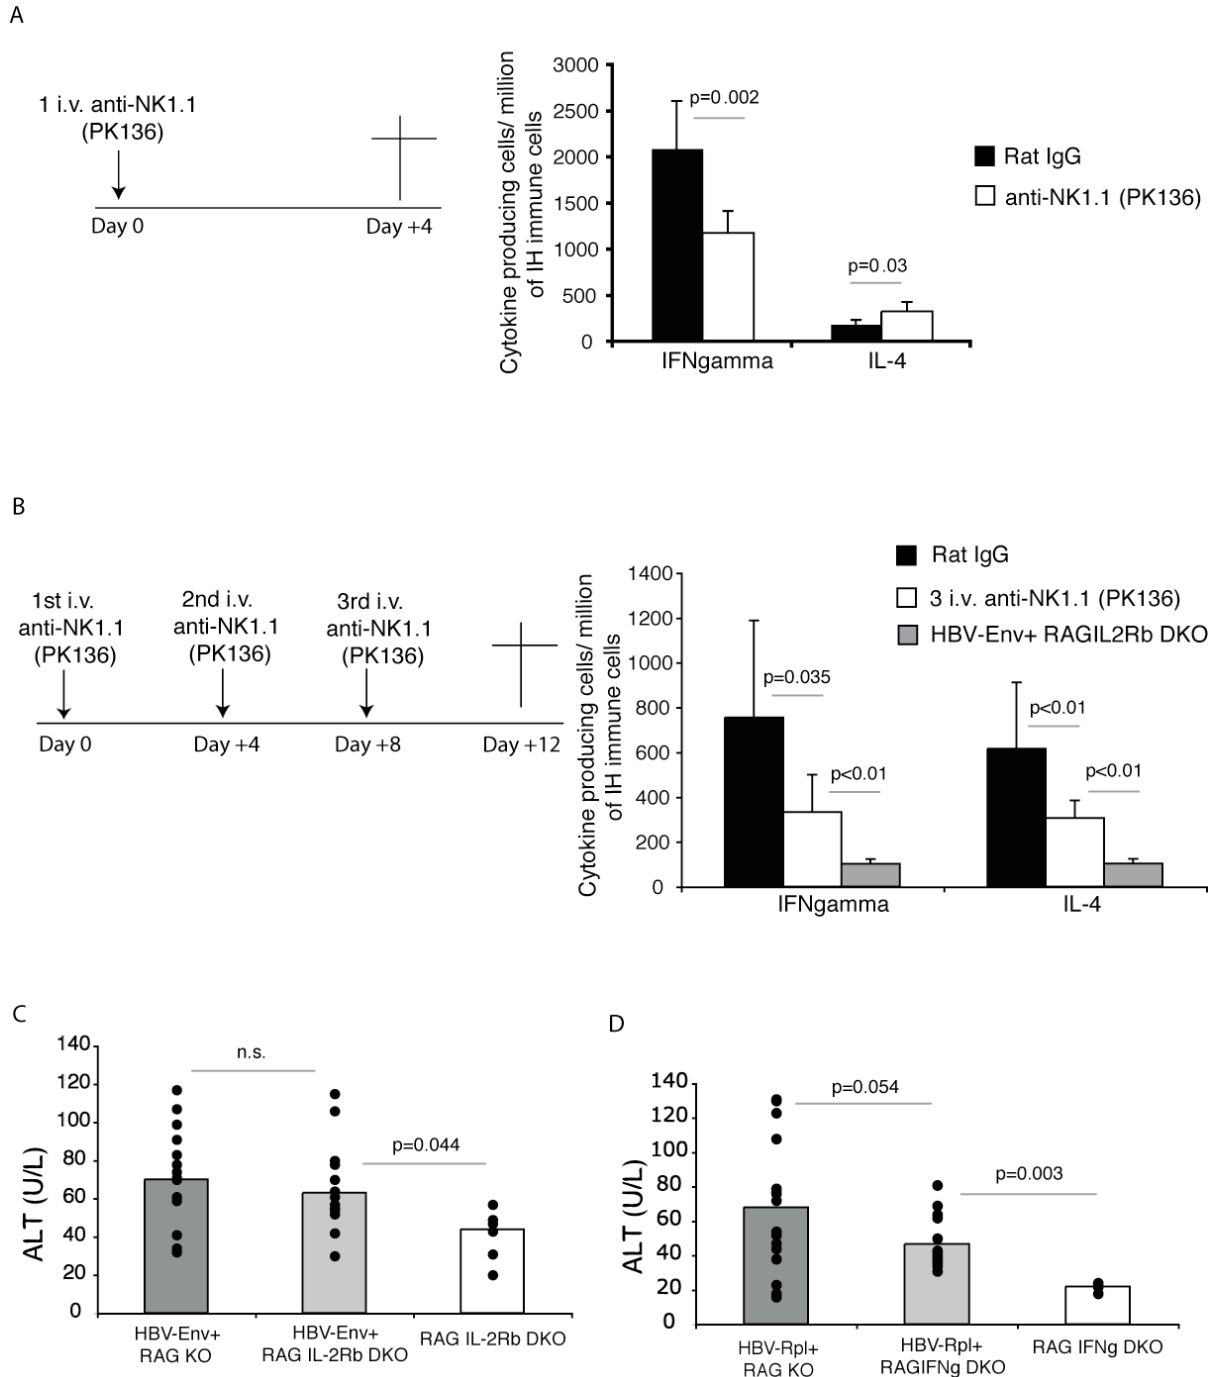 A
1 i.v. anti-NK1.1
(PK136)
Day 0
Day +4
Cytokine producing cells/ million
of IH immune cells
3000
2500
2000
1500
1000
500
0
p=0.002
p=0.03
IFNgamma
IL-4
Rat IgG
anti-NK1.1 (PK136)
B
1st i.v.
anti-NK1.1
(PK136)
2nd i.v.
anti-NK1.1
(PK136)
3rd i.v.
anti-NK1.1
(PK136)
Day 0
Day +4
Day +8
Day +12
Cytokine producing cells/ million
of IH immune cells
1400
1200
1000
800
600
400
200
0
Rat IgG
3 i.v. anti-NK1.1 (PK136)
HBV-Env+ RAGIL2Rb DKO
p=0.035
p<0.01
p<0.01
p<0.01
IFNgamma
IL-4
C
ALT (U/L)
140
120
100
80
60
40
20
0
n.s.
p=0.044
HBV-Env+
RAG KO
HBV-Env+
RAG IL-2Rb DKO
RAG IL-2Rb DKO
D
ALT (U/L)
140
120
100
80
60
40
20
0
p=0.054
p=0.003
HBV-Rpl+
RAG KO
HBV-Rpl+
RAGIFNg DKO
RAG IFNg DKO